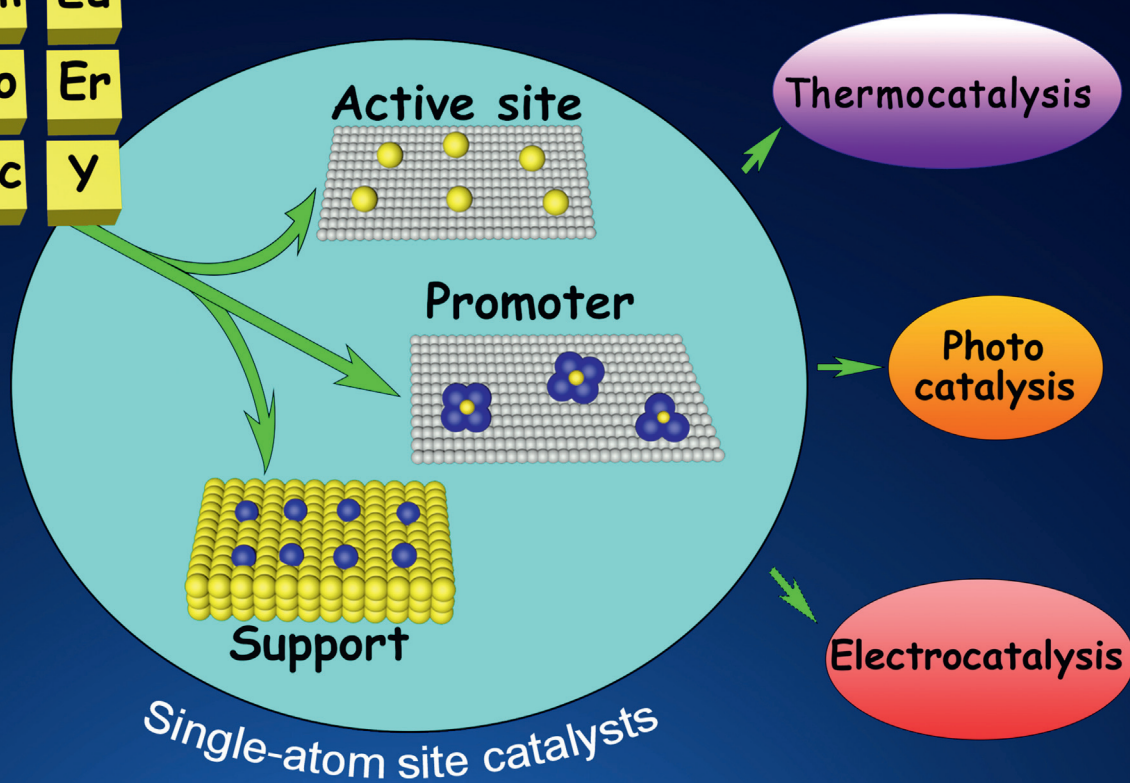 Er
Y
Active site
Promoter
Support
Single-atom site catalysts
Thermocatalysis
Photo
catalysis
Electrocatalysis